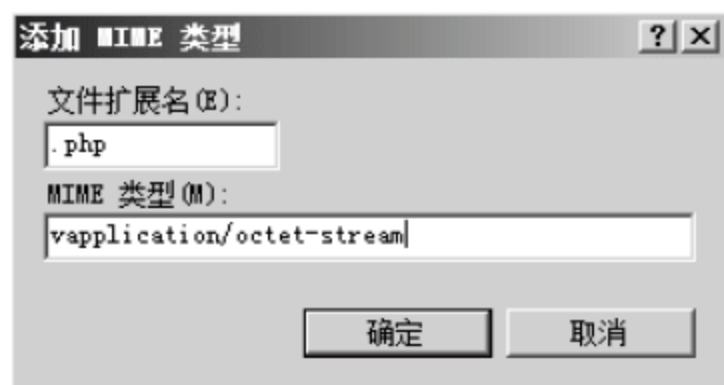 添加 MIME 类型
文件扩展名(E):
.php
MIME 类型(M):
vapplication/octet-stream
确定 取消